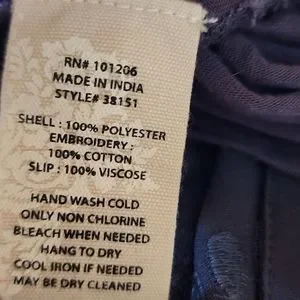 RN# 101206
MADE IN INDIA
STYLE# 38151
SHELL : 100% POLYESTER
EMBROIDERY :
100% COTTON
SLIP : 100% VISCOSE
HAND WASH COLD
ONLY NON CHLORINE
BLEACH WHEN NEEDED
HANG TO DRY
COOL IRON IF NEEDED
MAY BE DRY CLEANED